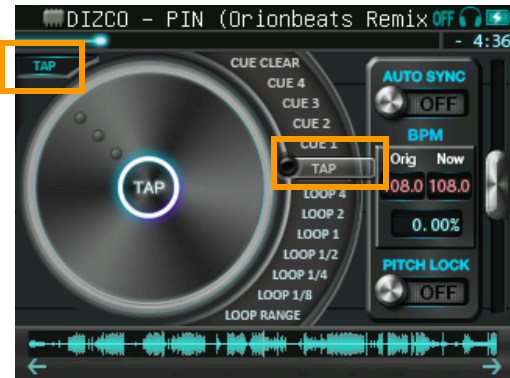 DIZCO - PIN (Orionbeats Remix OFF
- 4:36
TAP
CUE CLEAR
CUE 4
CUE 3
CUE 2
CUE 1
TAP
LOOP 4
LOOP 2
LOOP 1
LOOP 1/2
LOOP 1/4
LOOP 1/8
LOOP RANGE
TAP
AUTO SYNC
OFF
BPM
Orig Now
108.0 108.0
0.00%
PITCH LOCK
OFF